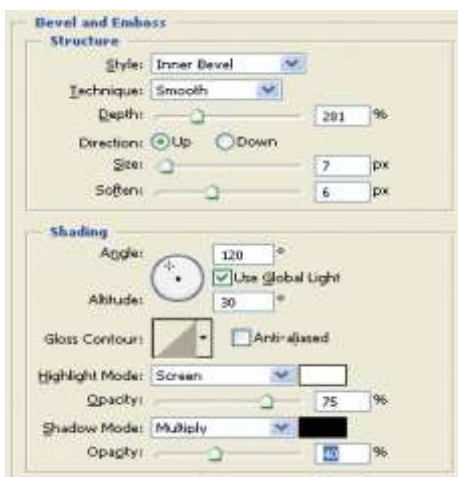 Bevel and Emboss
Structure
Style: Inner Bevel
Technique: Smooth
Depth: 281 %
Direction: Up Down
Size: 7 px
Soften: 6 px
Shading
Angle: 120 °
Use Global Light
Altitude: 30 °
Gloss Contour: Anti-aliased
Highlight Mode: Screen
Opacity: 75 %
Shadow Mode: Multiply
Opacity: 40 %